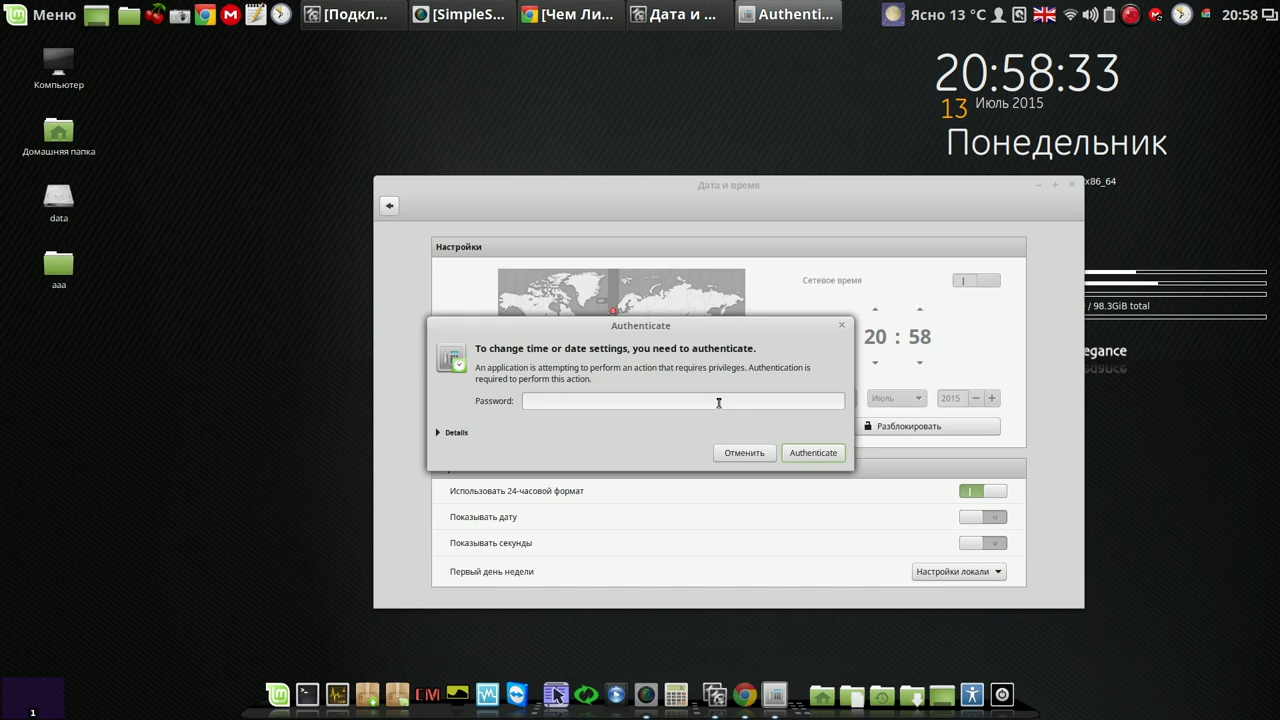 Меню
[Подкл...
[SimpleS...
[Чем Ли...
Дата и ...
Authenti...
Ясно 13 °C
20:58
Компьютер
Домашняя папка
data
aaa
20:58:33
13 Июль 2015
Понедельник
x86_64
Дата и время
Настройки
Сетевое время
20 : 58
Июль
2015
Разблокировать
/ 98.3GiB total
egance
Authenticate
To change time or date settings, you need to authenticate.
An application is attempting to perform an action that requires privileges. Authentication is
required to perform this action.
Password:
Details
Отменить
Authenticate
Использовать 24-часовой формат
Показывать дату
Показывать секунды
Первый день недели
Настройки локали
1